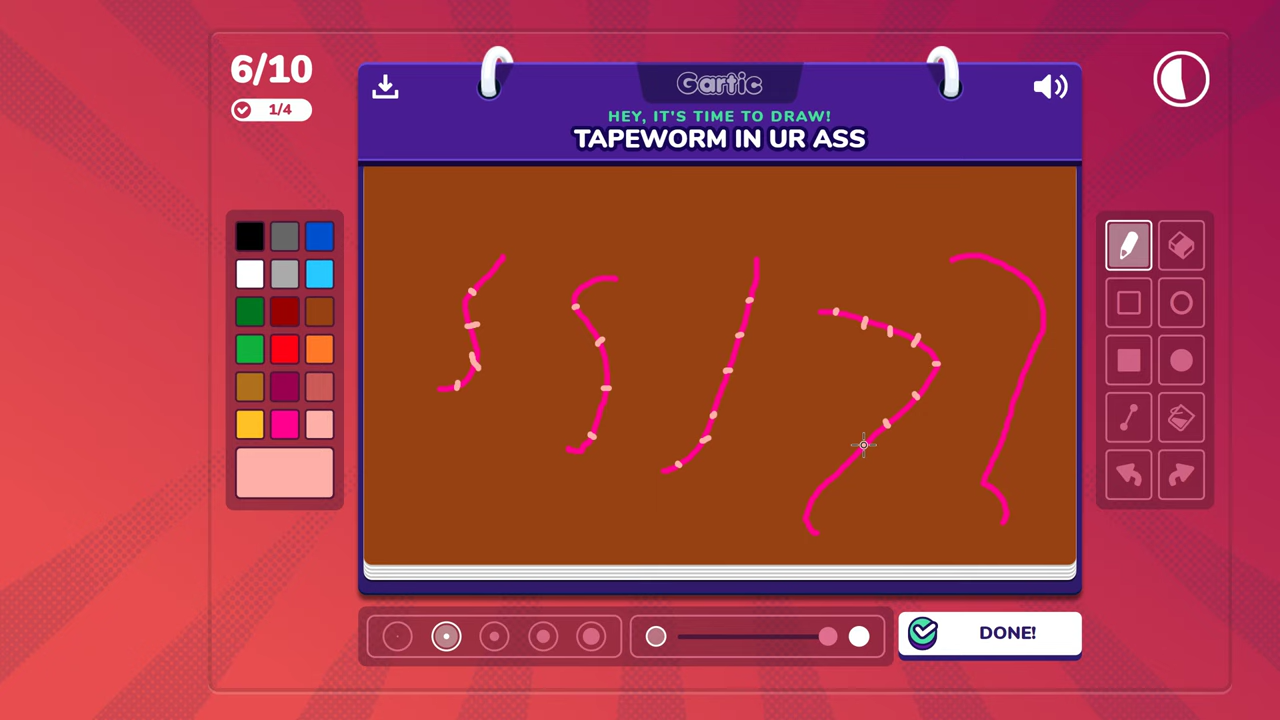 6/10
1/4
Gartic
HEY, IT'S TIME TO DRAW!
TAPEWORM IN UR ASS
DONE!